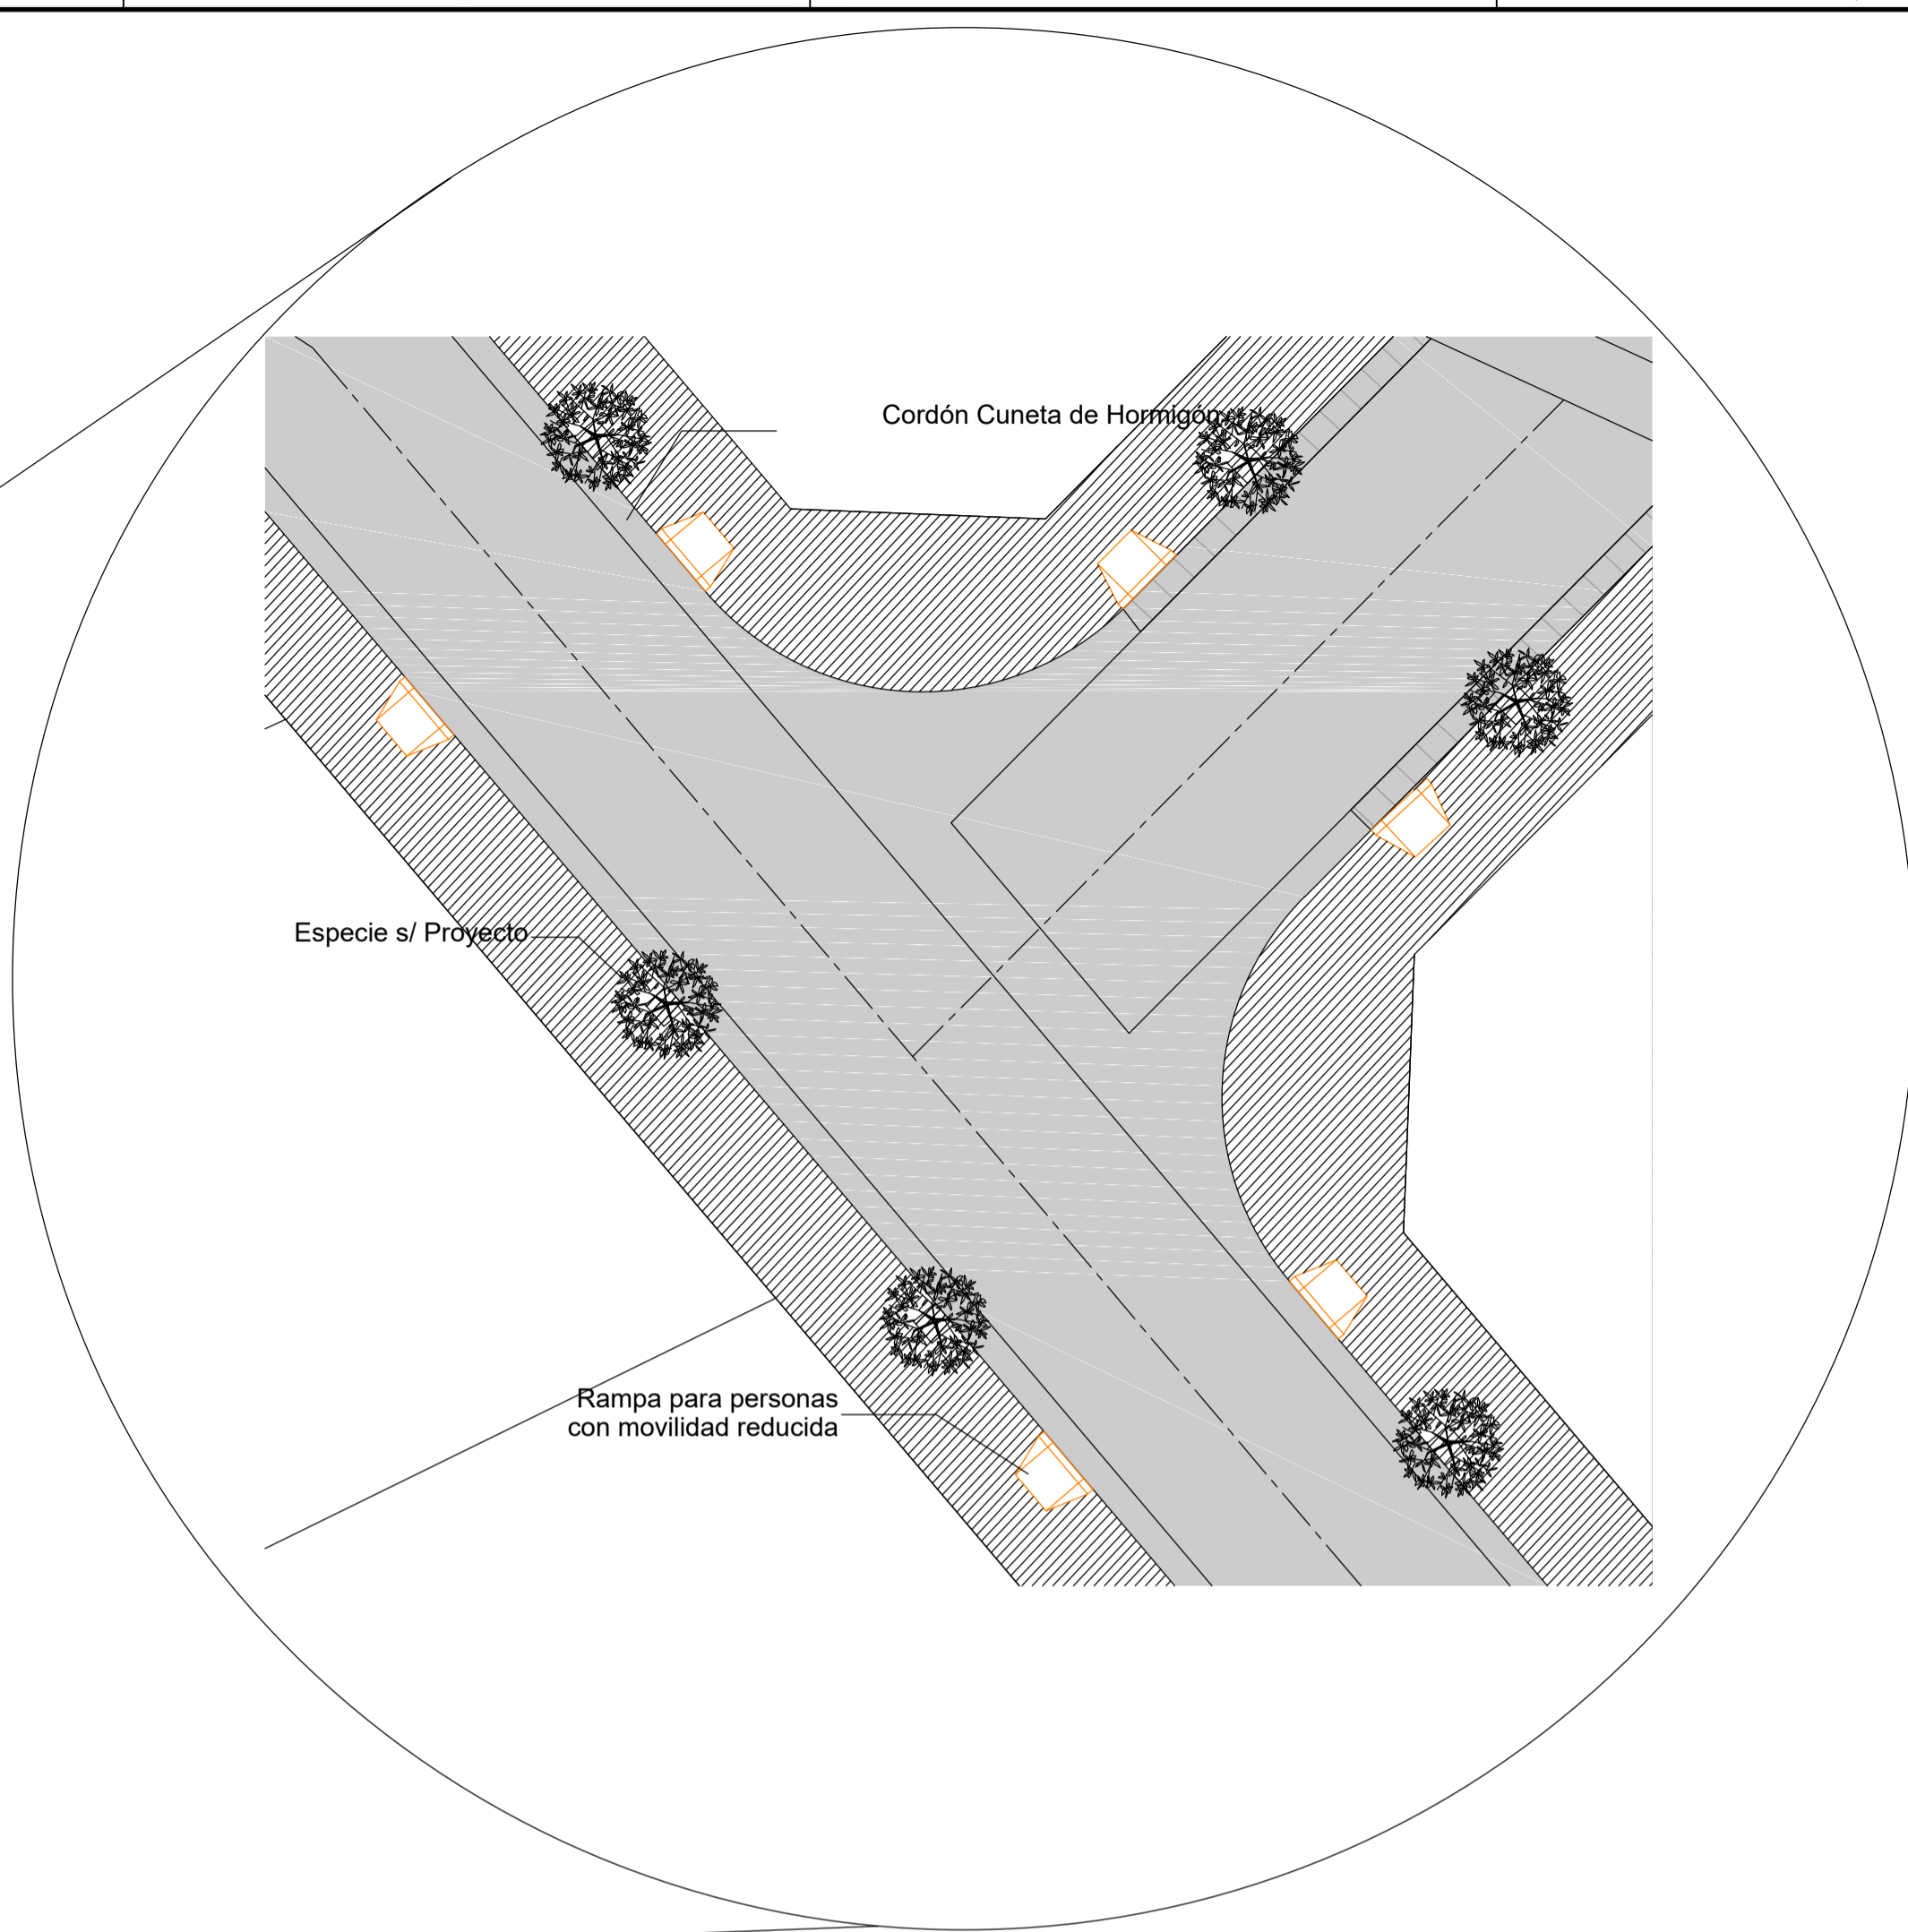 Cordón Cuneta de Hormigón
Especie s/ Proyecto
Rampa para personas
con movilidad reducida